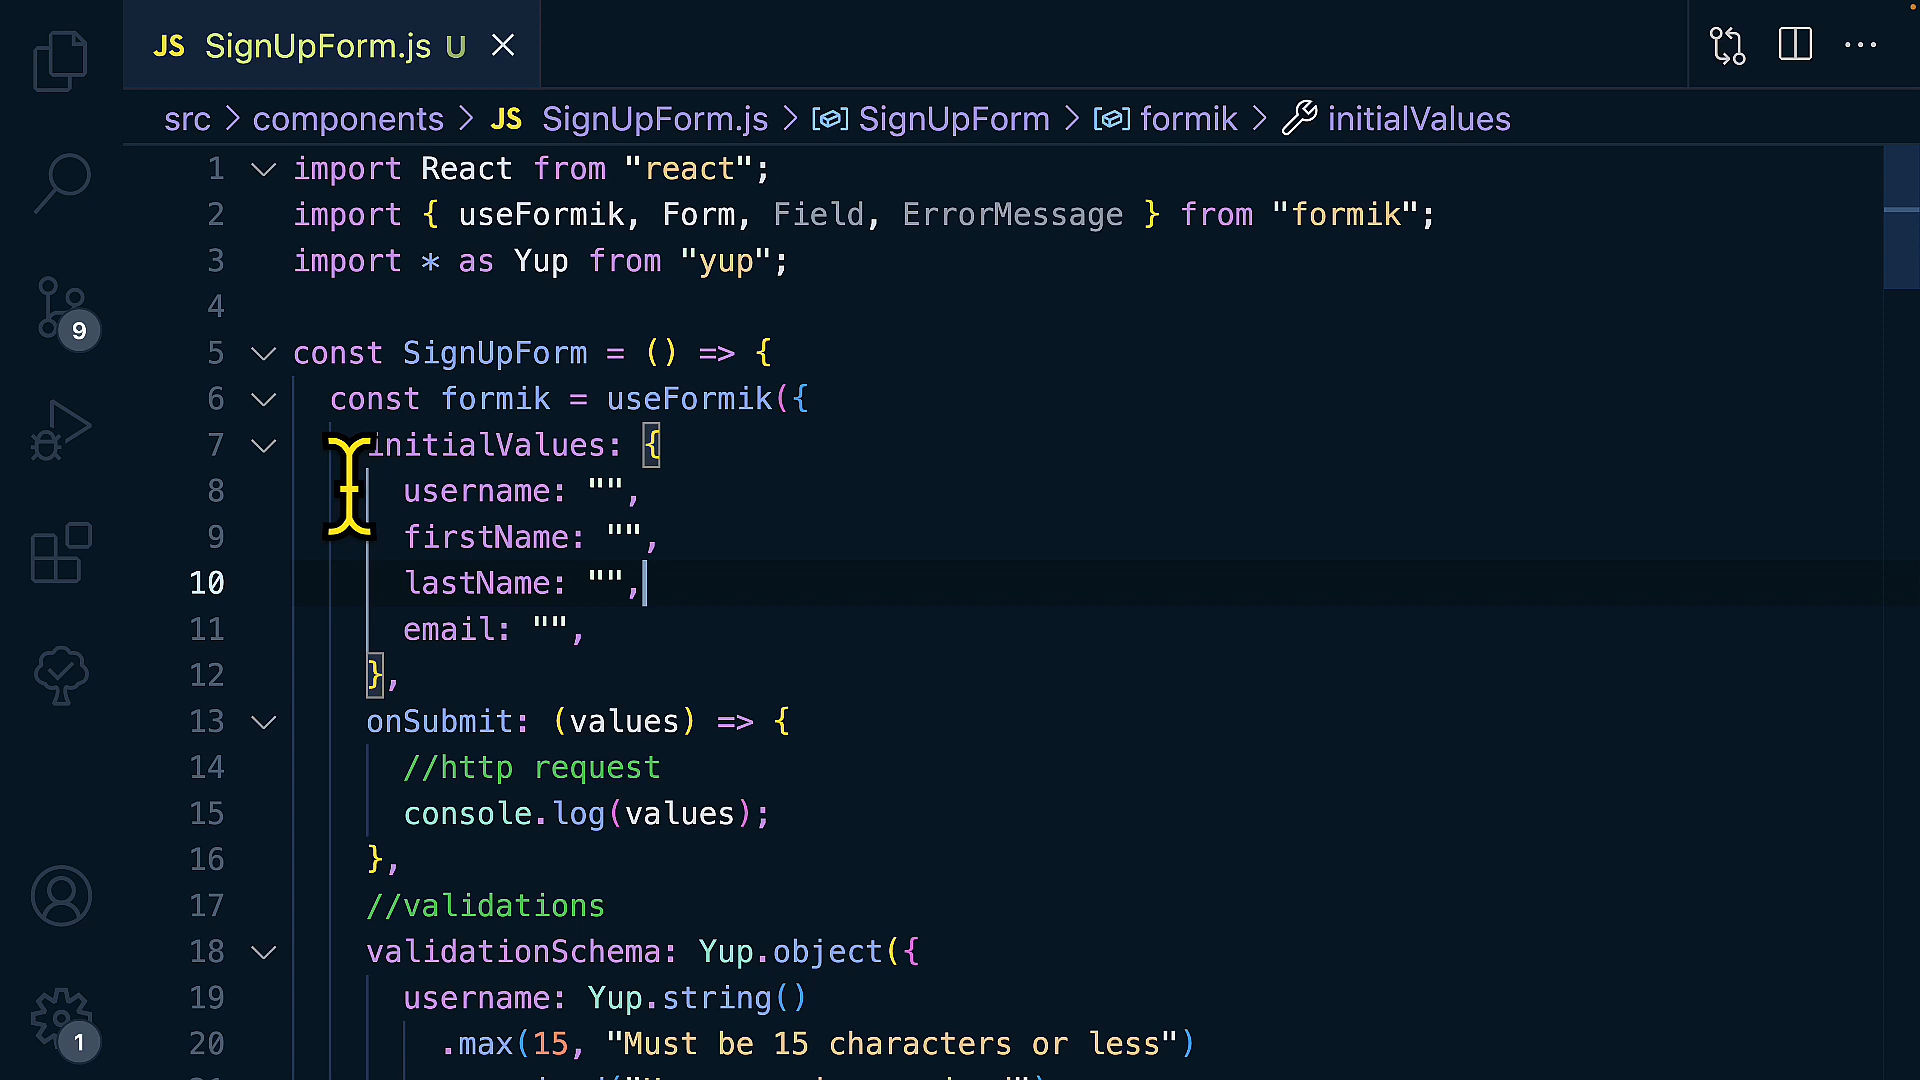 JS SignUpForm.js U
src > components > JS SignUpForm.js > SignUpForm > formik > initialValues
1 import React from "react";
2 import { useFormik, Form, Field, ErrorMessage } from "formik";
3 import * as Yup from "yup";
4
5 const SignUpForm = () => {
6 const formik = useFormik({
7 initialValues: {
8 username: "",
9 firstName: "",
10 lastName: "",
11 email: "",
12 },
13 onSubmit: (values) => {
14 //http request
15 console.log(values);
16 },
17 //validations
18 validationSchema: Yup.object({
19 username: Yup.string()
20 .max(15, "Must be 15 characters or less")
9
1